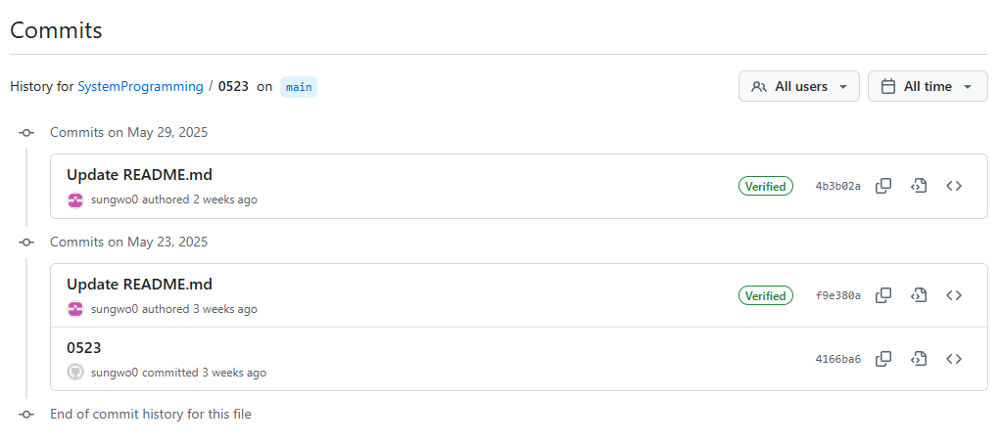 Commits
History for SystemProgramming / 0523 on main
All users
All time
Commits on May 29, 2025
Update README.md
sungwo0 authored 2 weeks ago
Verified
4b3b02a
Commits on May 23, 2025
Update README.md
sungwo0 authored 3 weeks ago
Verified
f9e380a
0523
sungwo0 committed 3 weeks ago
4166ba6
End of commit history for this file